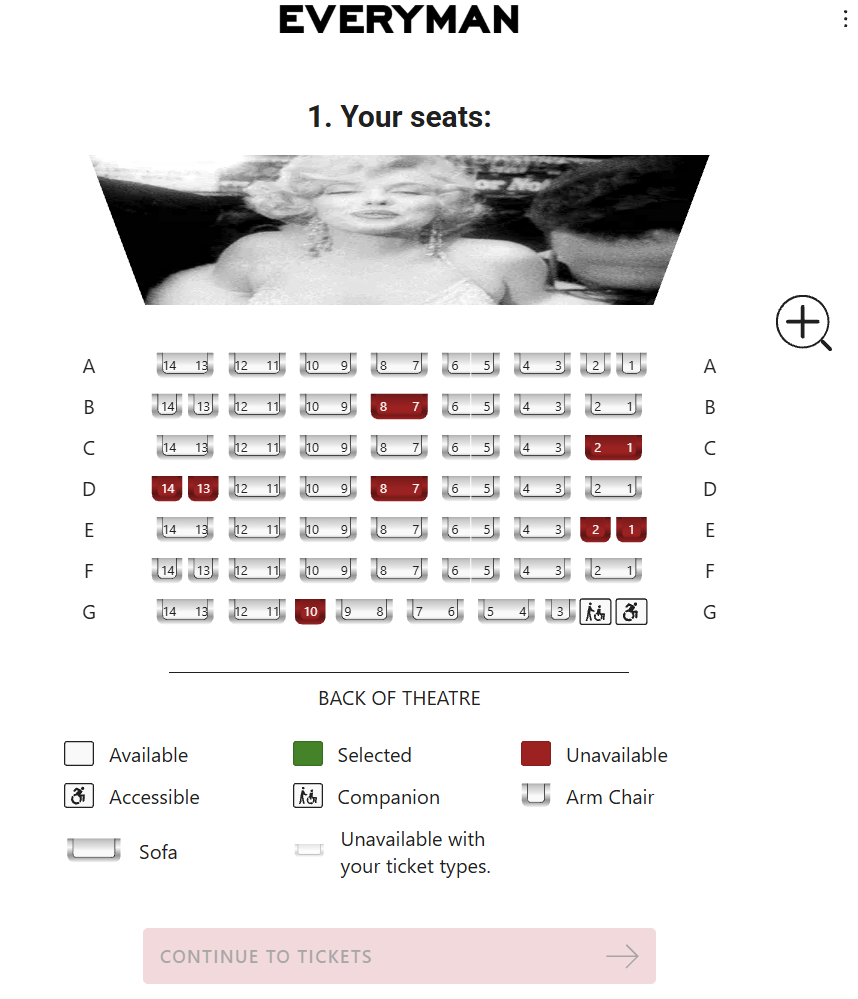 EVERYMAN
1. Your seats:
or No
A 14 13 12 11 10 9 8 7 6 5 4 3 2 1 A
B 14 13 12 11 10 9 8 7 6 5 4 3 2 1 B
C 14 13 12 11 10 9 8 7 6 5 4 3 2 1 C
D 14 13 12 11 10 9 8 7 6 5 4 3 2 1 D
E 14 13 12 11 10 9 8 7 6 5 4 3 2 1 E
F 14 13 12 11 10 9 8 7 6 5 4 3 2 1 F
G 14 13 12 11 10 9 8 7 6 5 4 3 G
BACK OF THEATRE
Available Selected Unavailable
Accessible Companion Arm Chair
Sofa
Unavailable with
your ticket types.
CONTINUE TO TICKETS